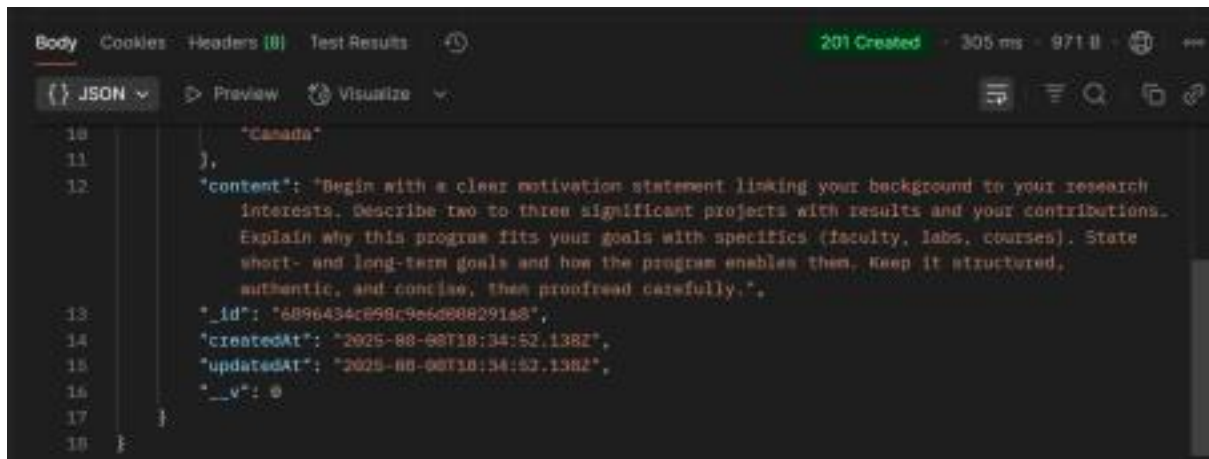 Body Cookies Headers (8) Test Results 201 Created 305 ms 971 B
{} JSON Preview Visualize
10 "Canada"
11 ],
12 "content": "Begin with a clear motivation statement linking your background to your research
interests. Describe two to three significant projects with results and your contributions.
Explain why this program fits your goals with specifics (faculty, labs, courses). State
short- and long-term goals and how the program enables them. Keep it structured,
authentic, and concise, then proofread carefully.",
13 "_id":
14 "createdAt": "2025-08-08T18:34:52.138Z",
15 "updatedAt": "2025-08-08T18:34:52.138Z",
16 "__v": 0
17 }
18 }